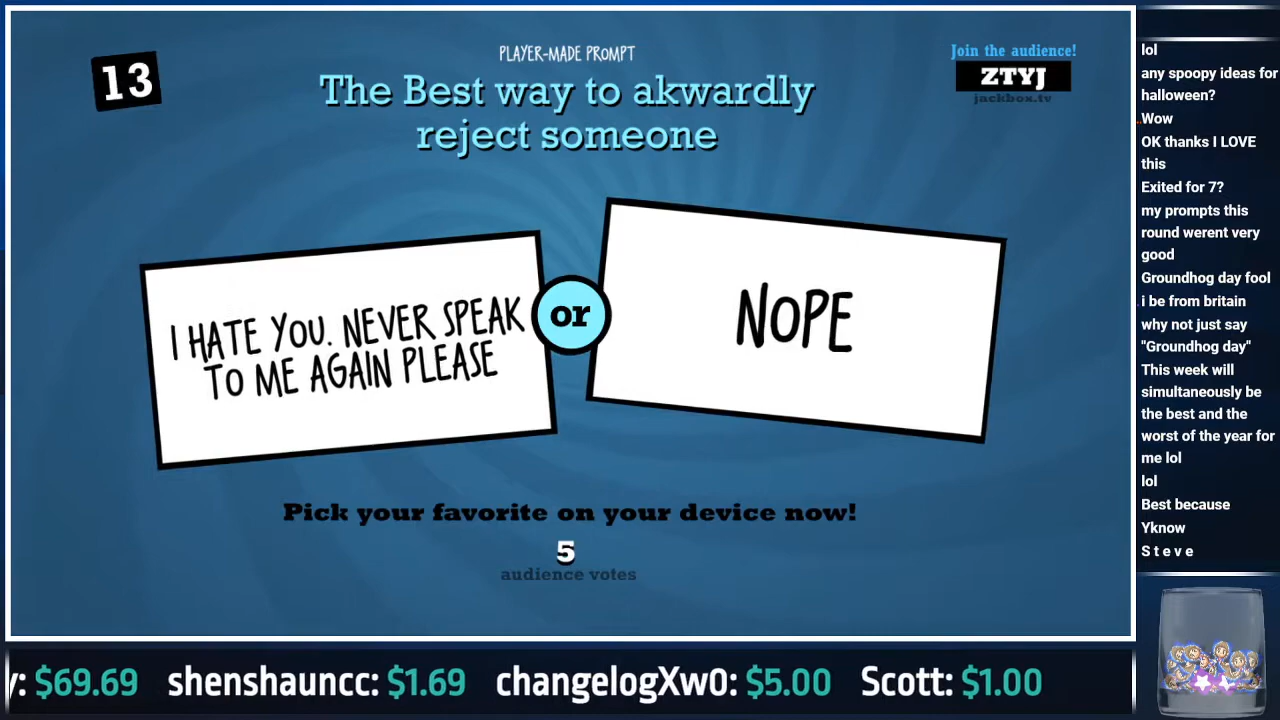 13
PLAYER-MADE PROMPT
The Best way to akwardly
reject someone
Join the audience!
ZTYJ
jackbox.tv
I HATE YOU. NEVER SPEAK
TO ME AGAIN PLEASE
or
NOPE
Pick your favorite on your device now!
5
audience votes
lol
any spoopy ideas for
halloween?
Wow
OK thanks I LOVE
this
Exited for 7?
my prompts this
round werent very
good
Groundhog day fool
i be from britain
why not just say
"Groundhog day"
This week will
simultaneously be
the best and the
worst of the year for
me lol
lol
Best because
Yknow
S t e v e
y: $69.69 shenshauncc: $1.69 changelogXw0: $5.00 Scott: $1.00